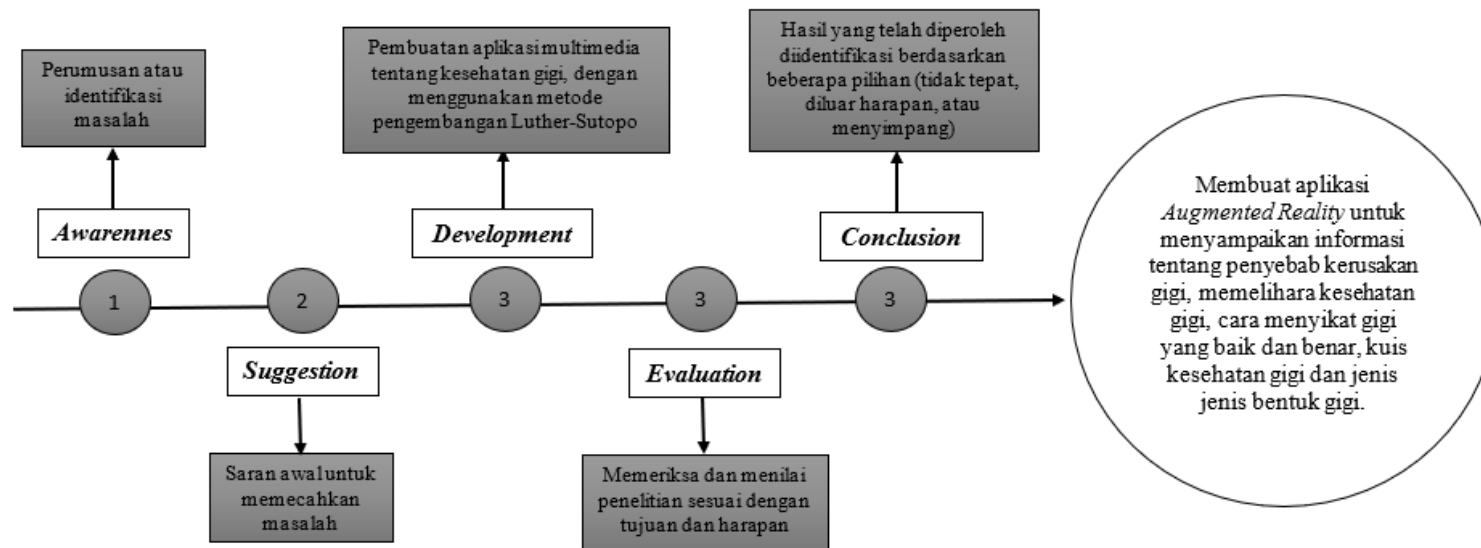 Perumusan atau
identifikasi
masalah
Pembuatan aplikasi multimedia
tentang kesehatan gigi, dengan
menggunakan metode
pengembangan Luther-Sutopo
Hasil yang telah diperoleh
diidentifikasi berdasarkan
beberapa pilihan (tidak tepat,
diluar harapan, atau
menyimpang)
Awarennes
Development
Conclusion
1
2
3
3
3
Suggestion
Evaluation
Saran awal untuk
memecahkan
masalah
Memeriksa dan menilai
penelitian sesuai dengan
tujuan dan harapan
Membuat aplikasi
Augmented Reality untuk
menyampaikan informasi
tentang penyebab kerusakan
gigi, memelihara kesehatan
gigi, cara menyikat gigi
yang baik dan benar, kuis
kesehatan gigi dan jenis
jenis bentuk gigi.